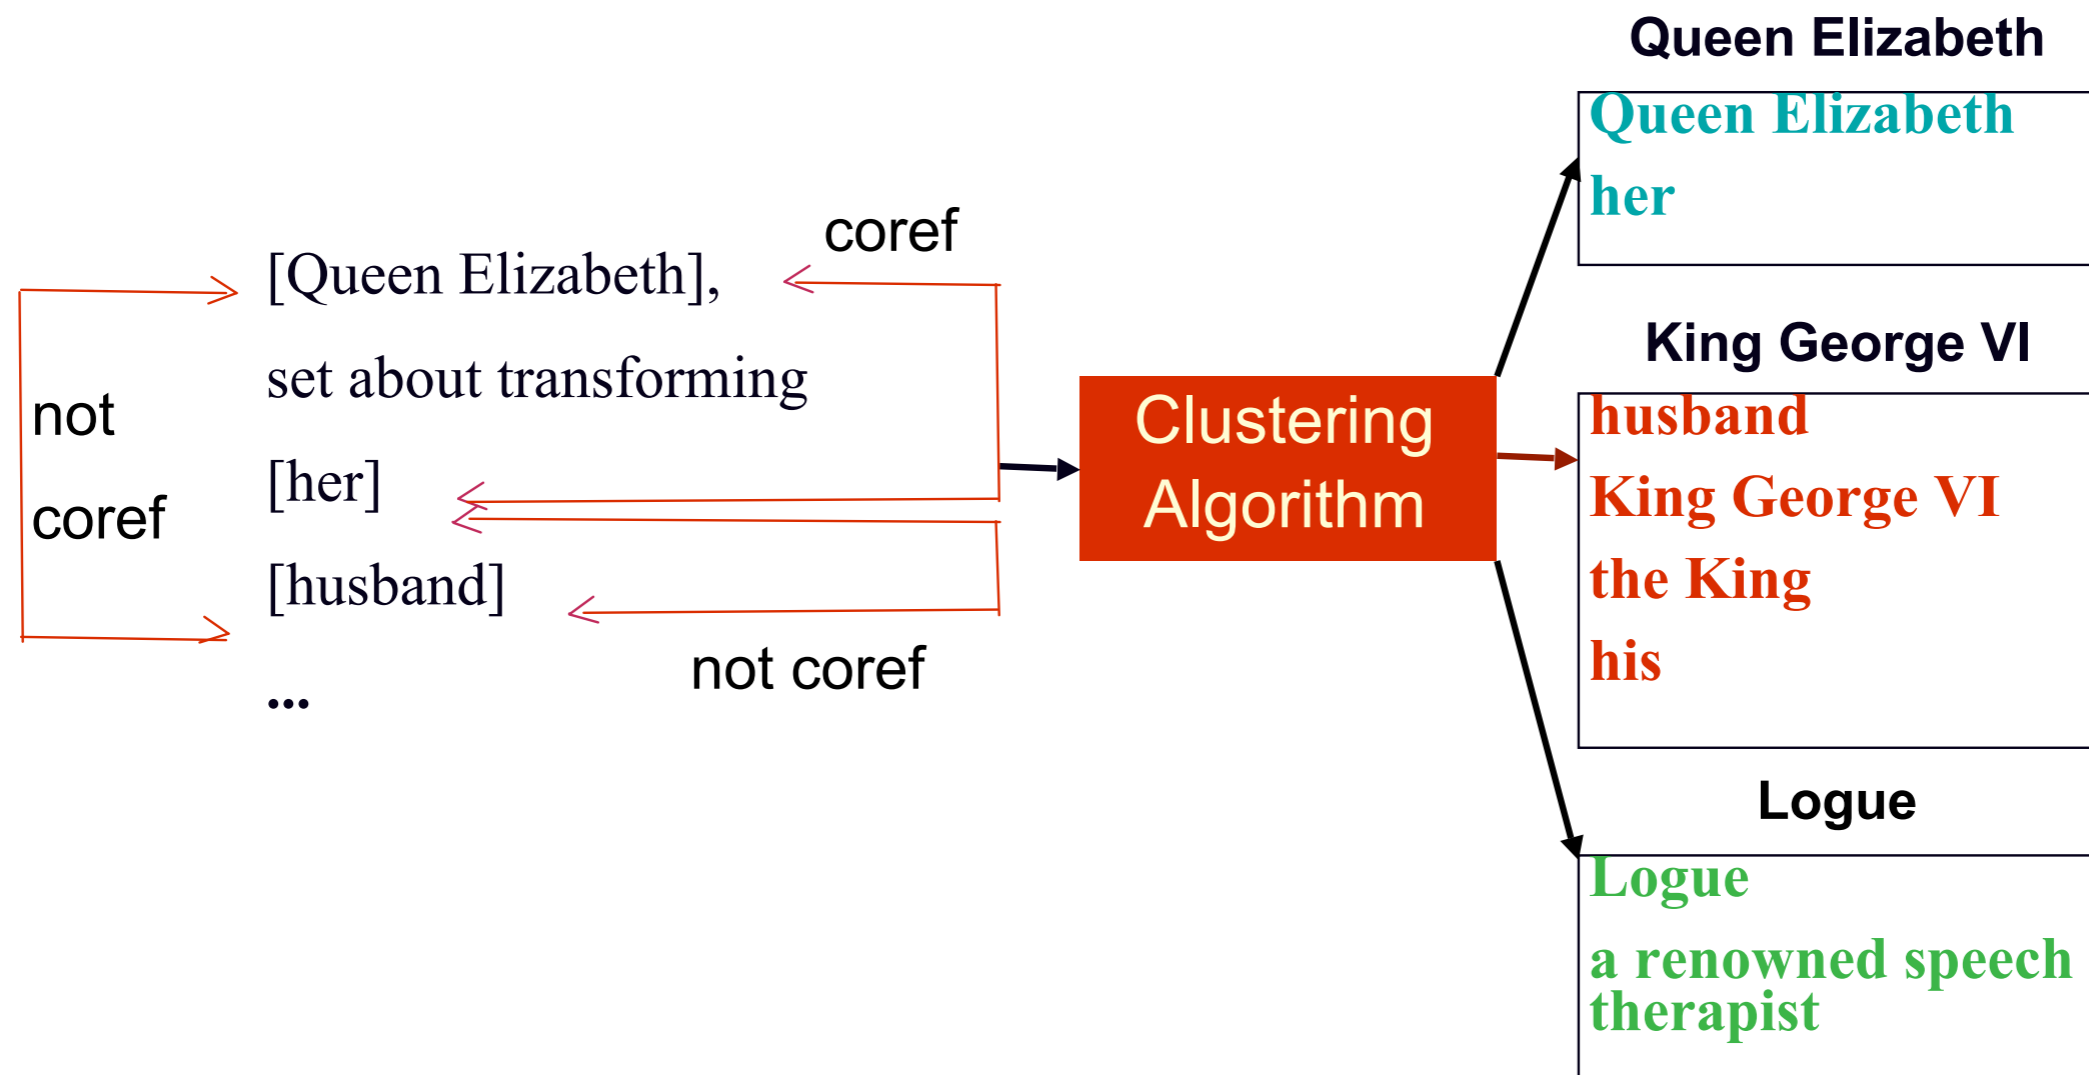 coref
[Queen Elizabeth],
set about transforming
[her]
[husband]
...
not
coref
not coref
Clustering
Algorithm
Queen Elizabeth
Queen Elizabeth
her
King George VI
husband
King George VI
the King
his
Logue
Logue
a renowned speech
therapist